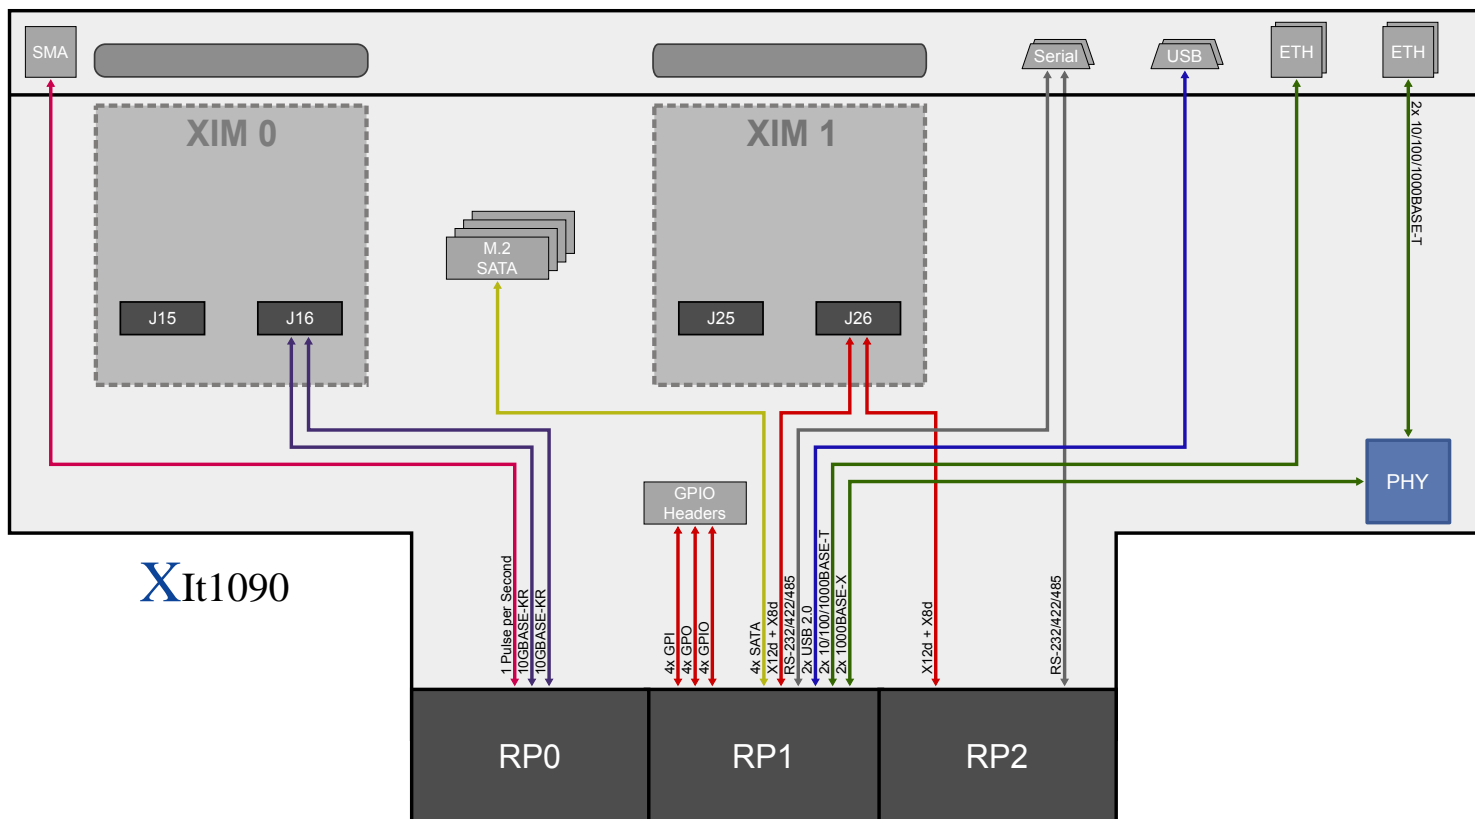 SMA
Serial
USB
ETH
ETH
XIM 0
XIM 1
2x 10/100/1000BASE-T
M.2
SATA
J15
J16
J25
J26
PHY
GPIO
Headers
XIt1090
1 Pulse per Second
10GBASE-KR
10GBASE-KR
4x GPI
4x GPO
4x GPIO
4x SATA
X12d + X8d
RS-232/422/485
2x USB 2.0
2x 10/100/1000BASE-T
2x 1000BASE-X
X12d + X8d
RS-232/422/485
RP0
RP1
RP2